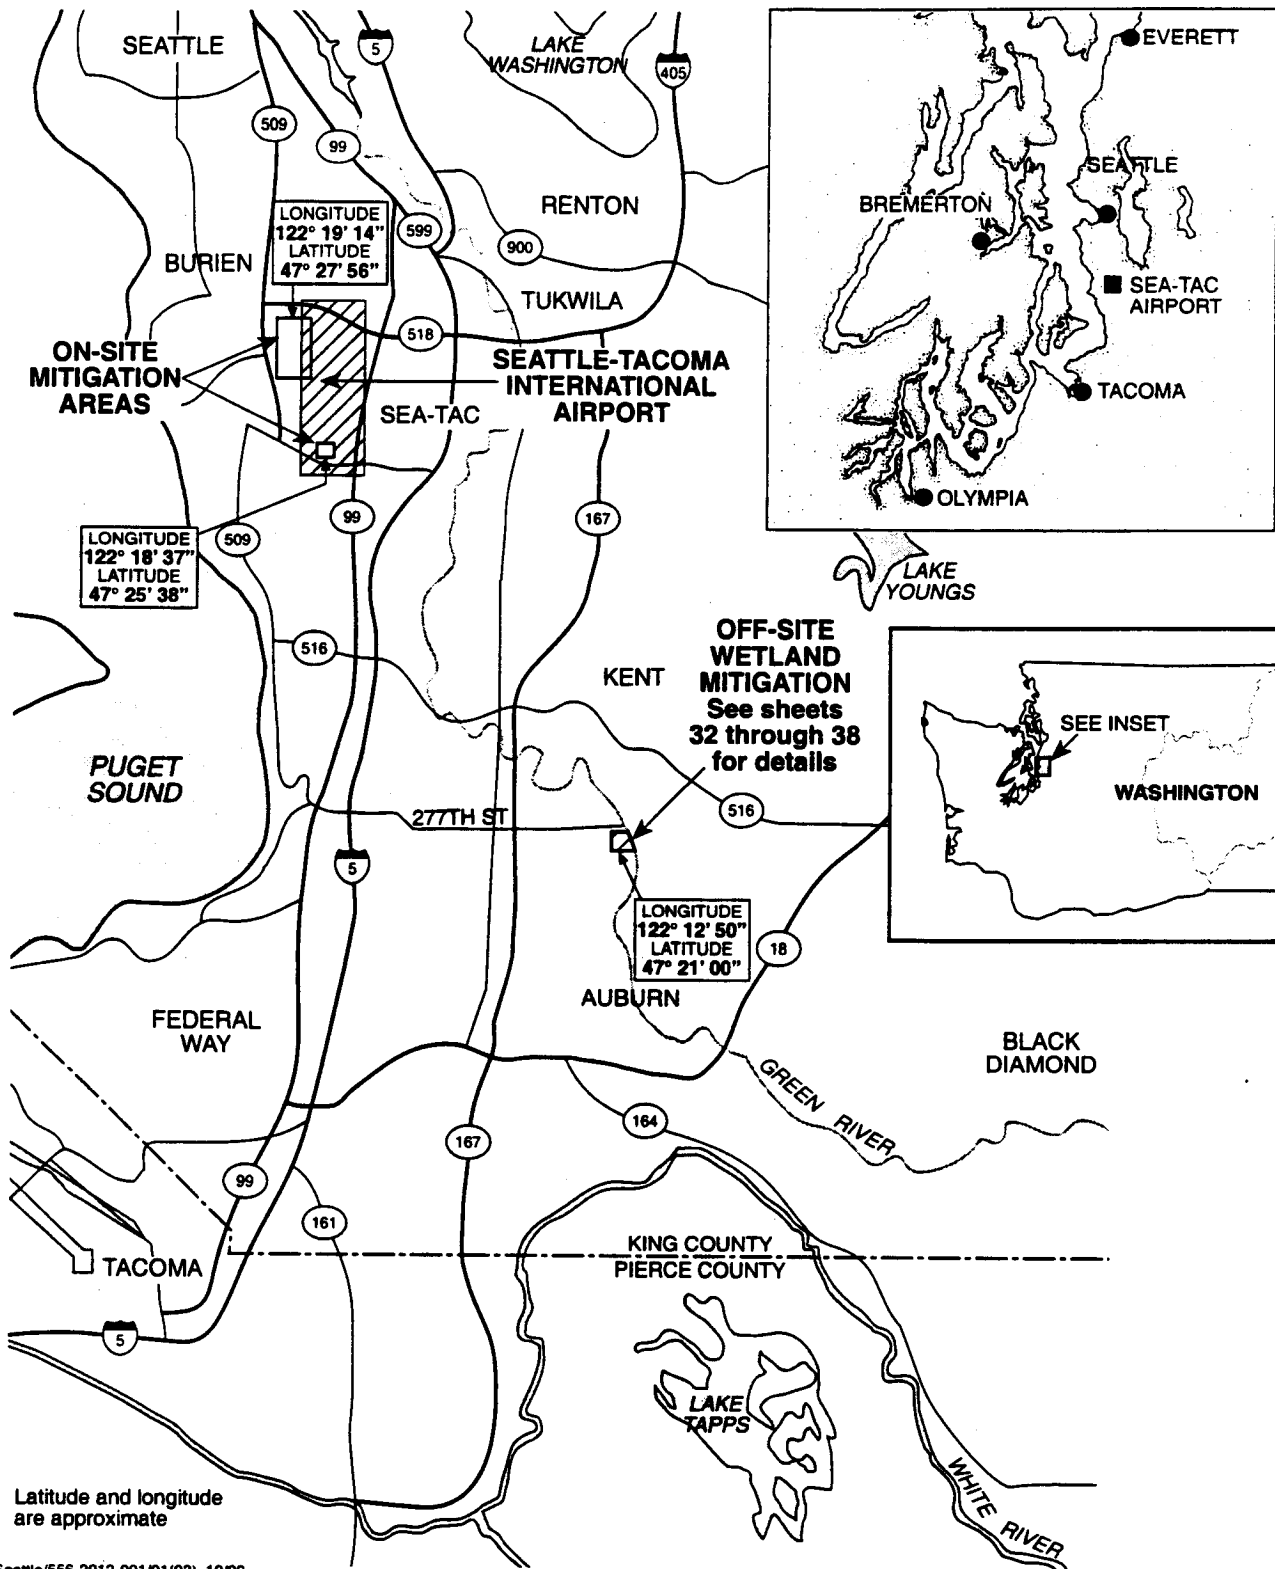 SEATTLE
5
LAKE
WASHINGTON
405
509
99
RENTON
LONGITUDE
122° 19' 14"
LATITUDE
47° 27' 56"
599
900
BURIEN
TUKWILA
518
ON-SITE
MITIGATION
AREAS
SEATTLE-TACOMA
INTERNATIONAL
AIRPORT
SEA-TAC
EVERETT
SEATTLE
BREMERTON
SEA-TAC
AIRPORT
TACOMA
OLYMPIA
99
167
509
LONGITUDE
122° 18' 37"
LATITUDE
47° 25' 38"
LAKE
YOUNGS
516
KENT
OFF-SITE
WETLAND
MITIGATION
See sheets
32 through 38
for details
SEE INSET
WASHINGTON
PUGET
SOUND
277TH ST
516
5
LONGITUDE
122° 12' 50"
LATITUDE
47° 21' 00"
18
AUBURN
FEDERAL
WAY
BLACK
DIAMOND
GREEN RIVER
164
167
99
161
KING COUNTY
PIERCE COUNTY
TACOMA
5
LAKE
TAPPS
WHITE RIVER
Latitude and longitude
are approximate